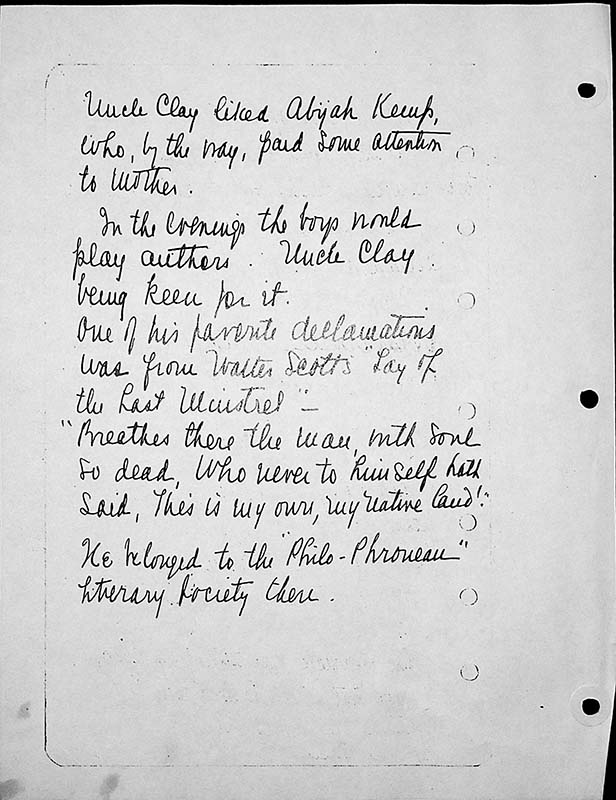 Uncle Clay liked Abijah Kemp,
who, by the way, paid some attention
to Mother.
In the evenings the boys would
play authors. Uncle Clay
being keen for it.
One of his favorite declamations
was from Walter Scott's "Lay of
the Last Minstrel" —
"Breathes there the man, with soul
so dead, Who never to himself hath
said, This is my own, my native land!"
He belonged to the "Philo-Phronean"
Literary Society there.